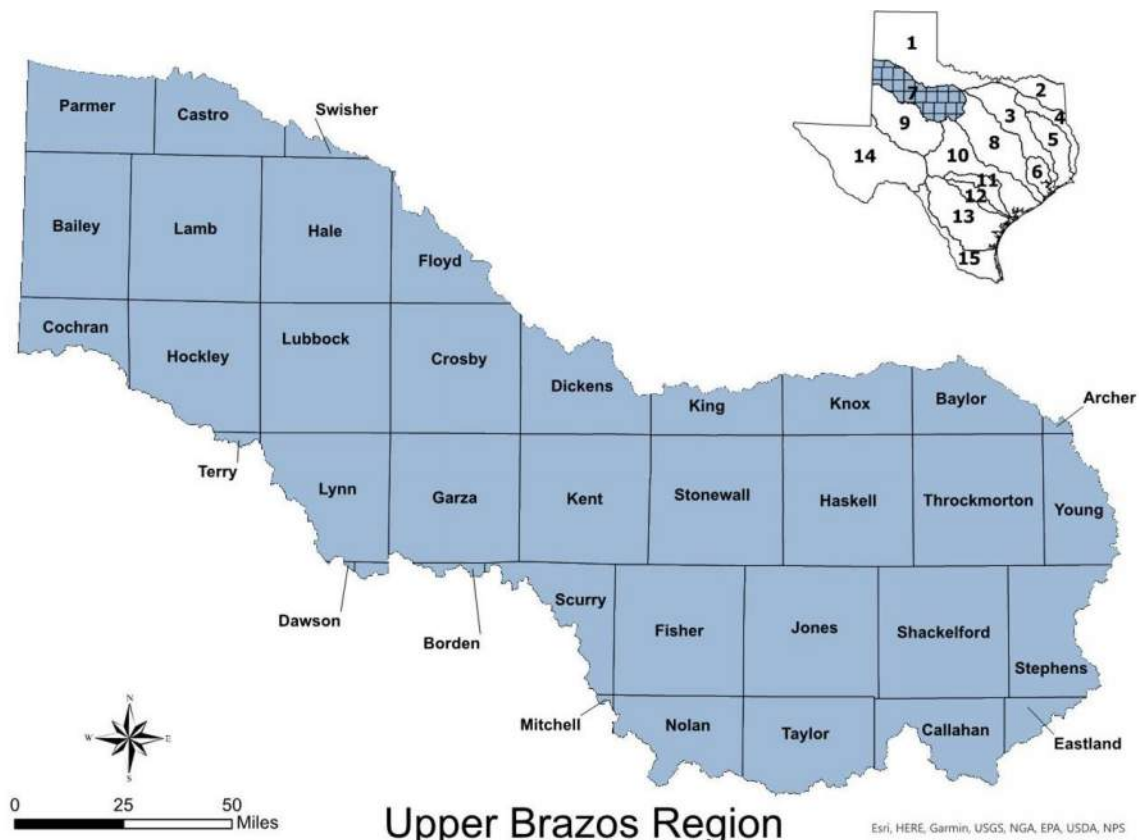 1
2
3
4
5
6
7
8
9
10
11
12
13
14
15
Parmer
Castro
Swisher
Bailey
Lamb
Hale
Floyd
Cochran
Hockley
Lubbock
Crosby
Dickens
King
Knox
Baylor
Archer
Terry
Lynn
Garza
Kent
Stonewall
Haskell
Throckmorton
Young
Dawson
Borden
Scurry
Fisher
Jones
Shackelford
Stephens
Mitchell
Nolan
Taylor
Callahan
Eastland
N
W
E
S
0 25 50
Miles
Upper Brazos Region
Esri, HERE, Garmin, USGS, NGA, EPA, USDA, NPS